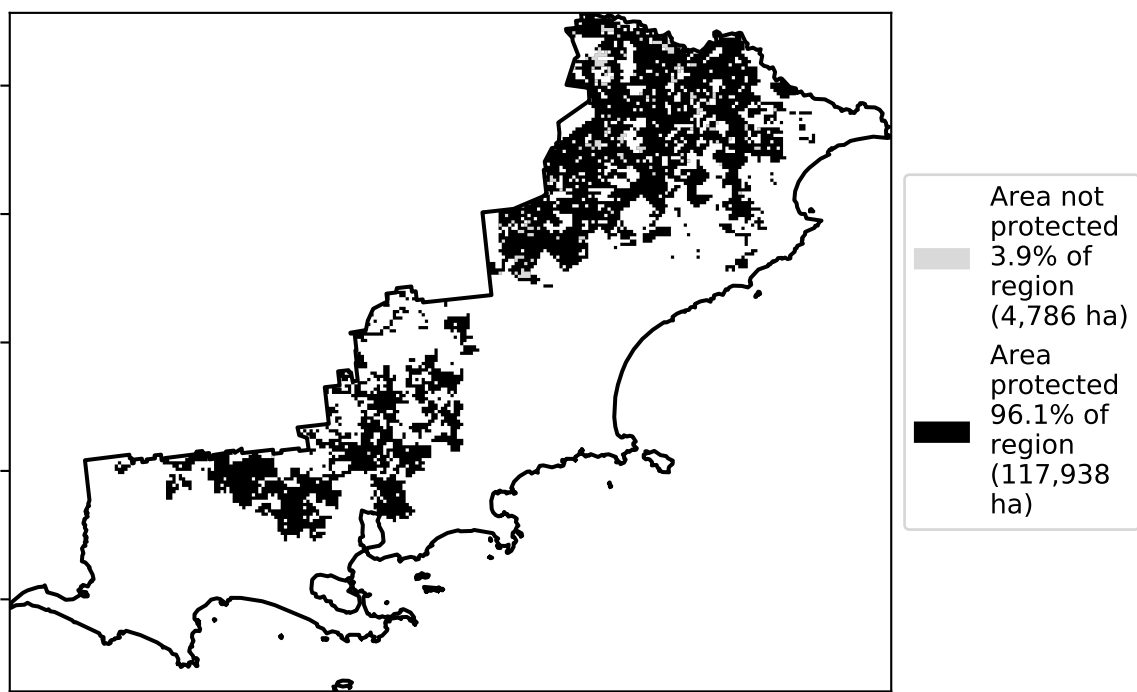 Area not
protected
3.9% of
region
(4,786 ha)
Area
protected
96.1% of
region
(117,938
ha)